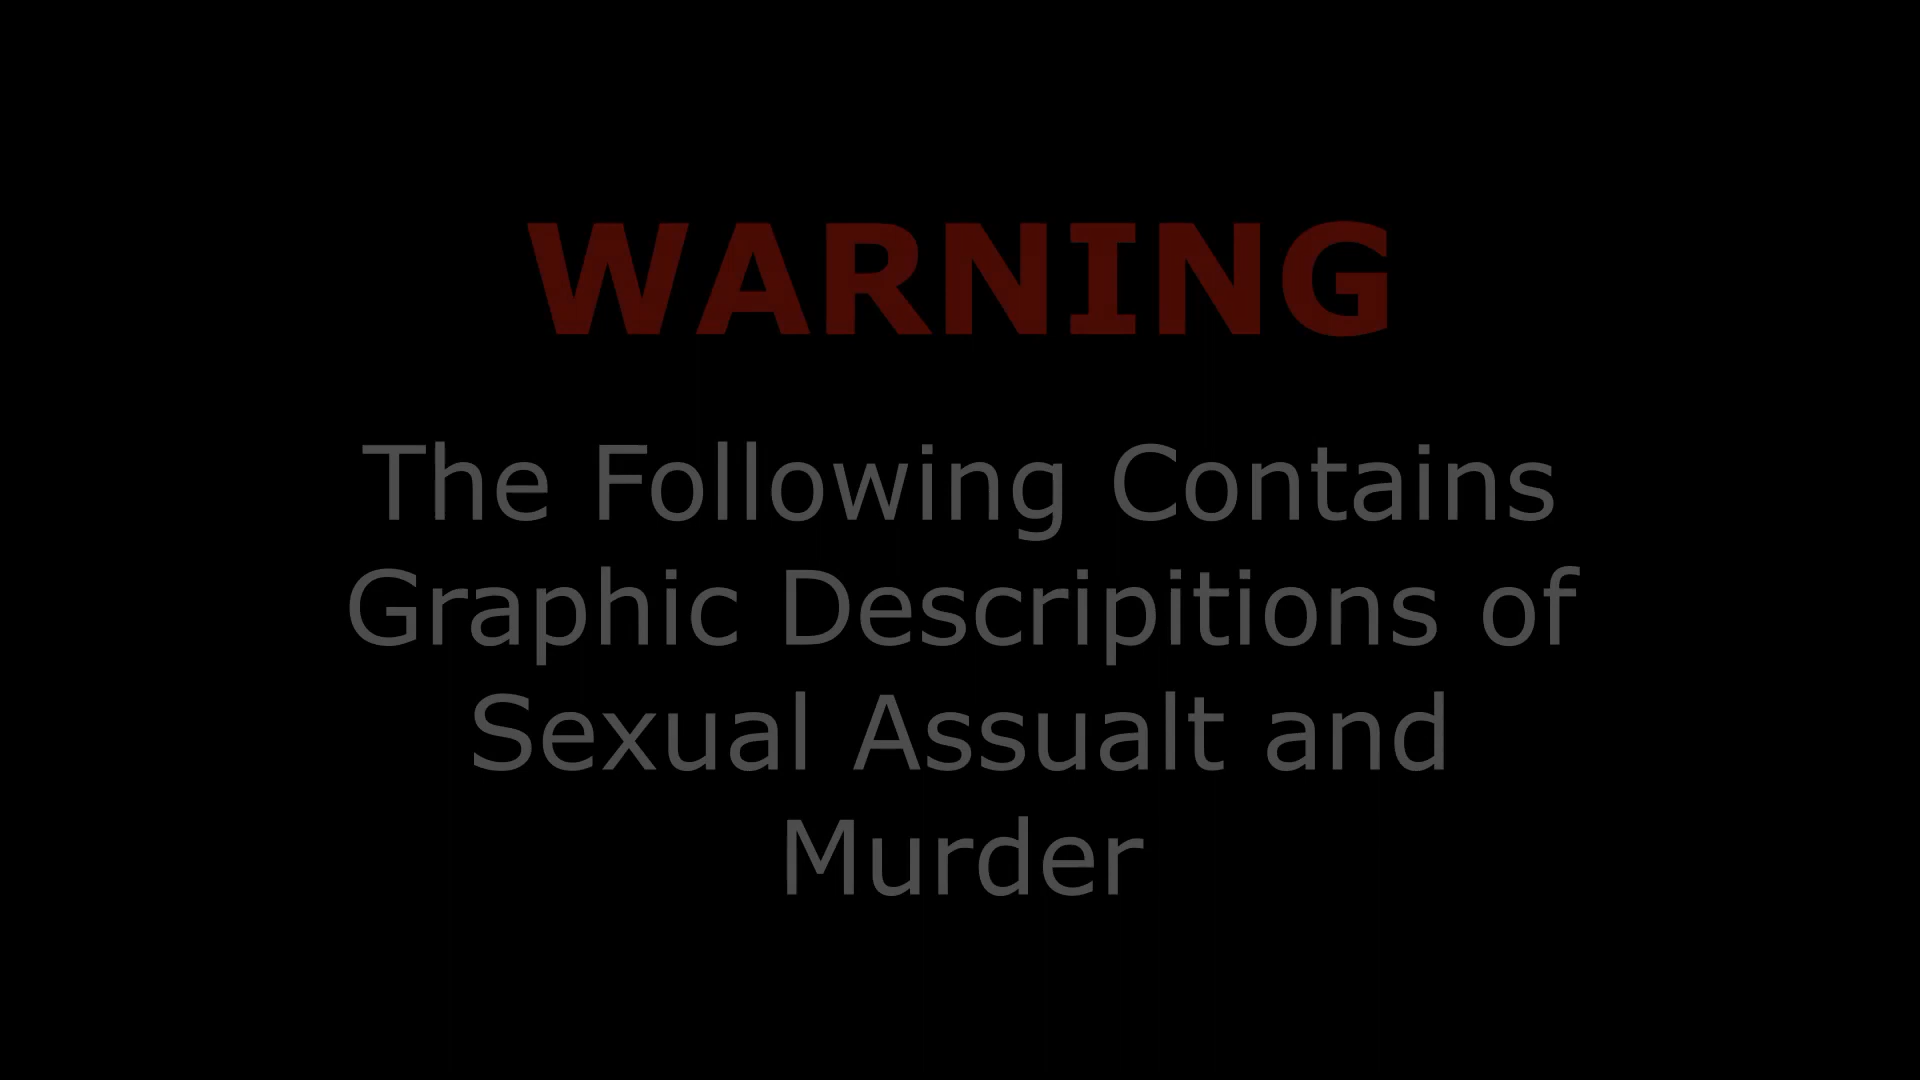 WARNING
The Following Contains
Graphic Descripitions of
Sexual Assualt and
Murder